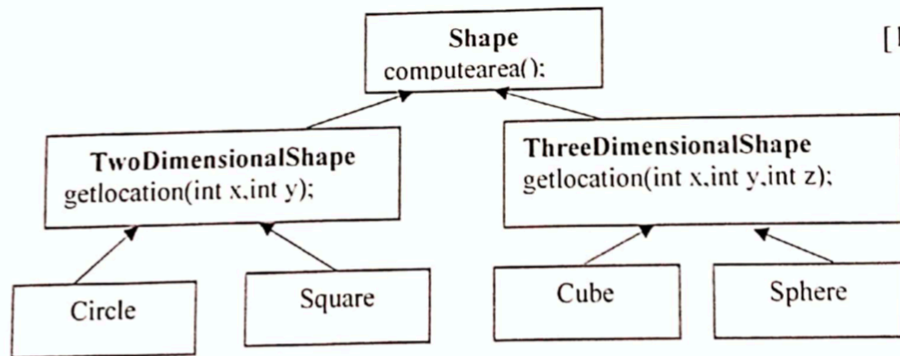 Shape
computearea();
TwoDimensionalShape
getlocation(int x,int y);
ThreeDimensionalShape
getlocation(int x,int y,int z);
Circle
Square
Cube
Sphere